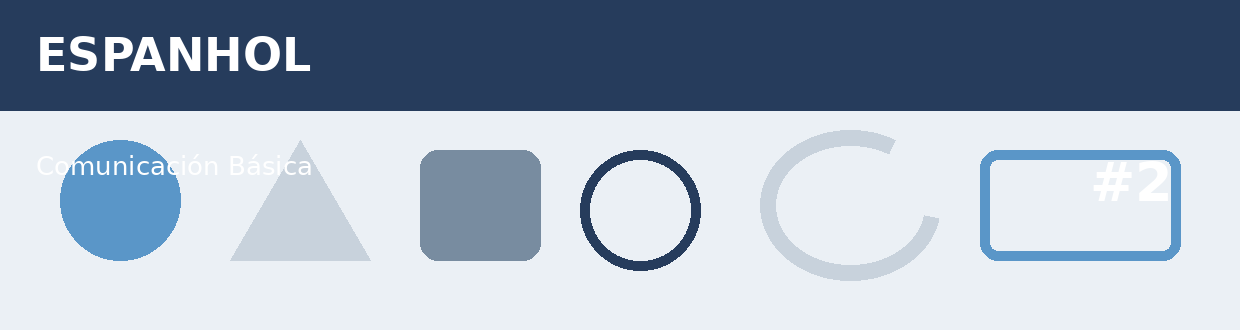 ESPANHOL
Comunicación Básica
#2